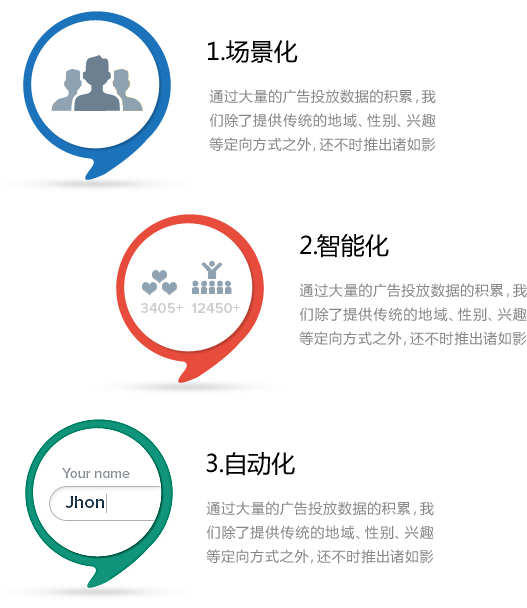 1.场景化
通过大量的广告投放数据的积累，我
们除了提供传统的地域、性别、兴趣
等定向方式之外，还不时推出诸如影
2.智能化
3405+ 12450+
通过大量的广告投放数据的积累，我
们除了提供传统的地域、性别、兴趣
等定向方式之外，还不时推出诸如影
3.自动化
Your name
Jhon
通过大量的广告投放数据的积累，我
们除了提供传统的地域、性别、兴趣
等定向方式之外，还不时推出诸如影